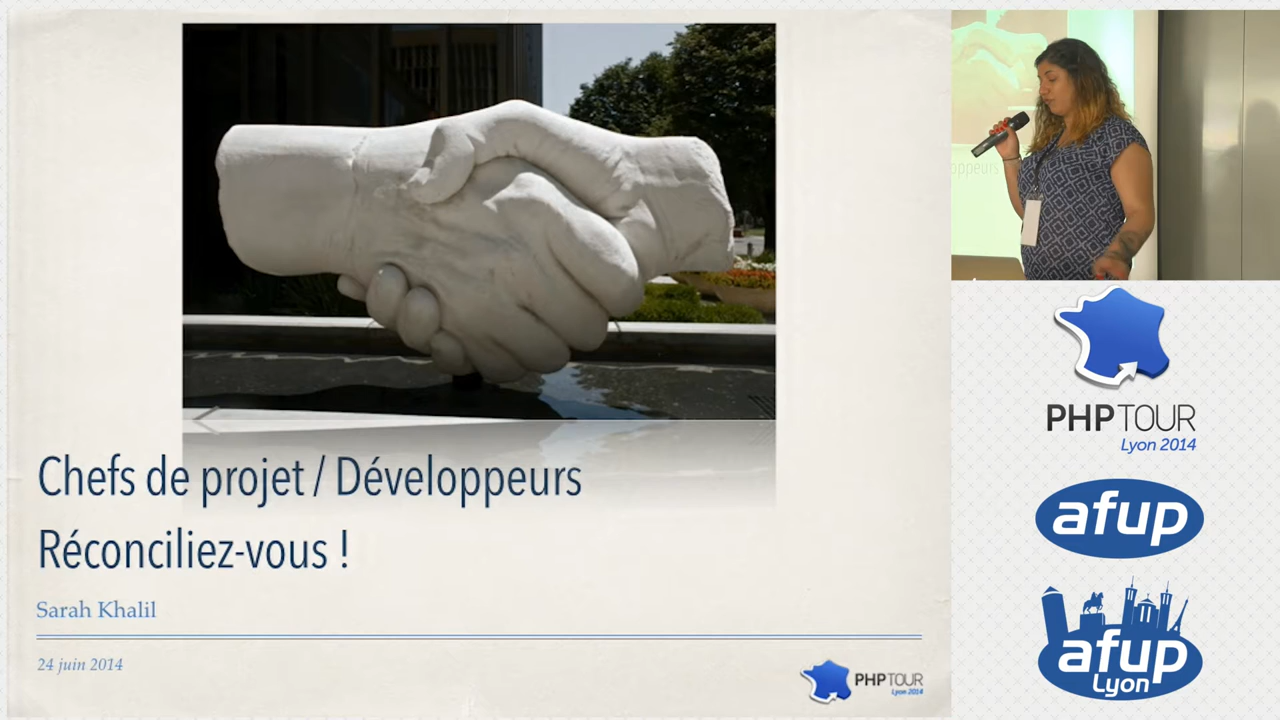 Chefs de projet / Développeurs
Réconciliez-vous !
Sarah Khalil
24 juin 2014
PHPTOUR
Lyon 2014
oppeurs
PHPTOUR
Lyon 2014
afup
afup
Lyon